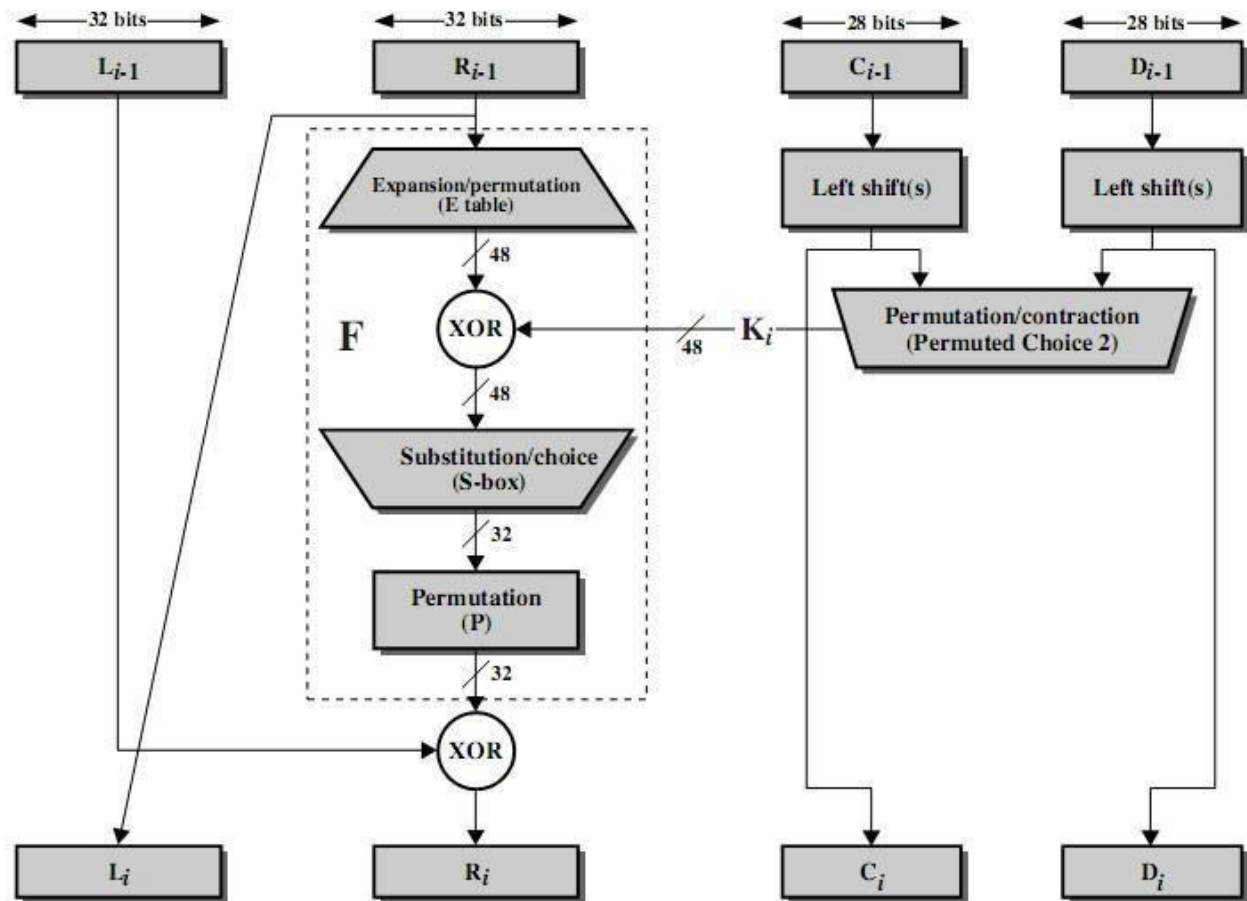 32 bits
32 bits
28 bits
28 bits
Li-1
Ri-1
Ci-1
Di-1
Expansion/permutation
(E table)
Left shift(s)
Left shift(s)
48
F
XOR
48
Ki
Permutation/contraction
(Permuted Choice 2)
48
Substitution/choice
(S-box)
32
Permutation
(P)
32
XOR
Li
Ri
Ci
Di